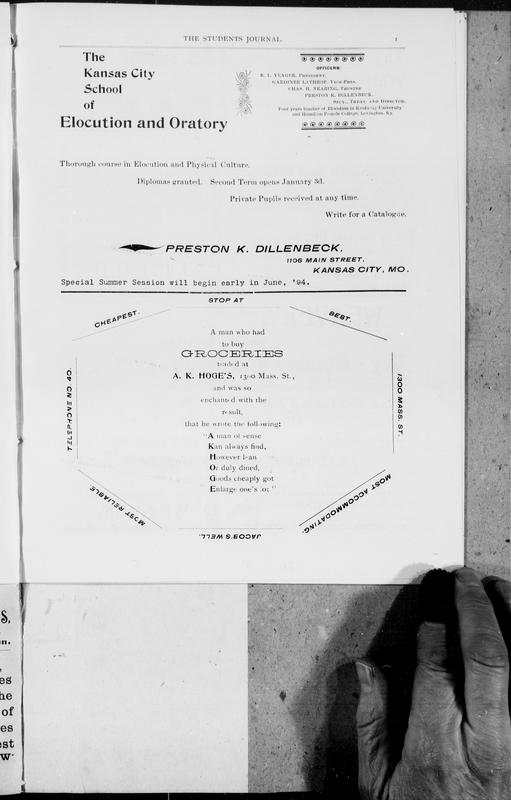 THE STUDENTS JOURNAL. 1
The
Kansas City
School
of
Elocution and Oratory
OFFICERS:
R. L. YEAGER, PRESIDENT.
GARDINER LATHROP, VICE-PRES.
CHAS. H. NEARING, TRUSTEE
PRESTON K. DILLENBECK,
SECY., TREAS. AND DIRECTOR,
Four years teacher of Elocution in Kentucky University
and Hamilton Female College, Lexington, Ky.
Thorough course in Elocution and Physical Culture.
Diplomas granted. Second Term opens January 3d.
Private Pupils received at any time.
Write for a Catalogue.
PRESTON K. DILLENBECK,
1106 MAIN STREET,
KANSAS CITY, MO.
Special Summer Session will begin early in June, '94.
STOP AT
CHEAPEST.
BEST.
A man who had
to buy
GROCERIES
traded at
A. K. HOGE'S, 1300 Mass. St.,
and was so
enchanted with the
result,
that he wrote the following:
"A man of sense
Kan always find,
However lean
Or duly dined,
Goods cheaply got
Enlarge one's lot."
1300 MASS. ST.
MOST ACCOMMODATING.
JACOB'S WELL.
MOST RELIABLE.
TELEPHONE NO 40
S.
n.
es
he
of
es
est
W